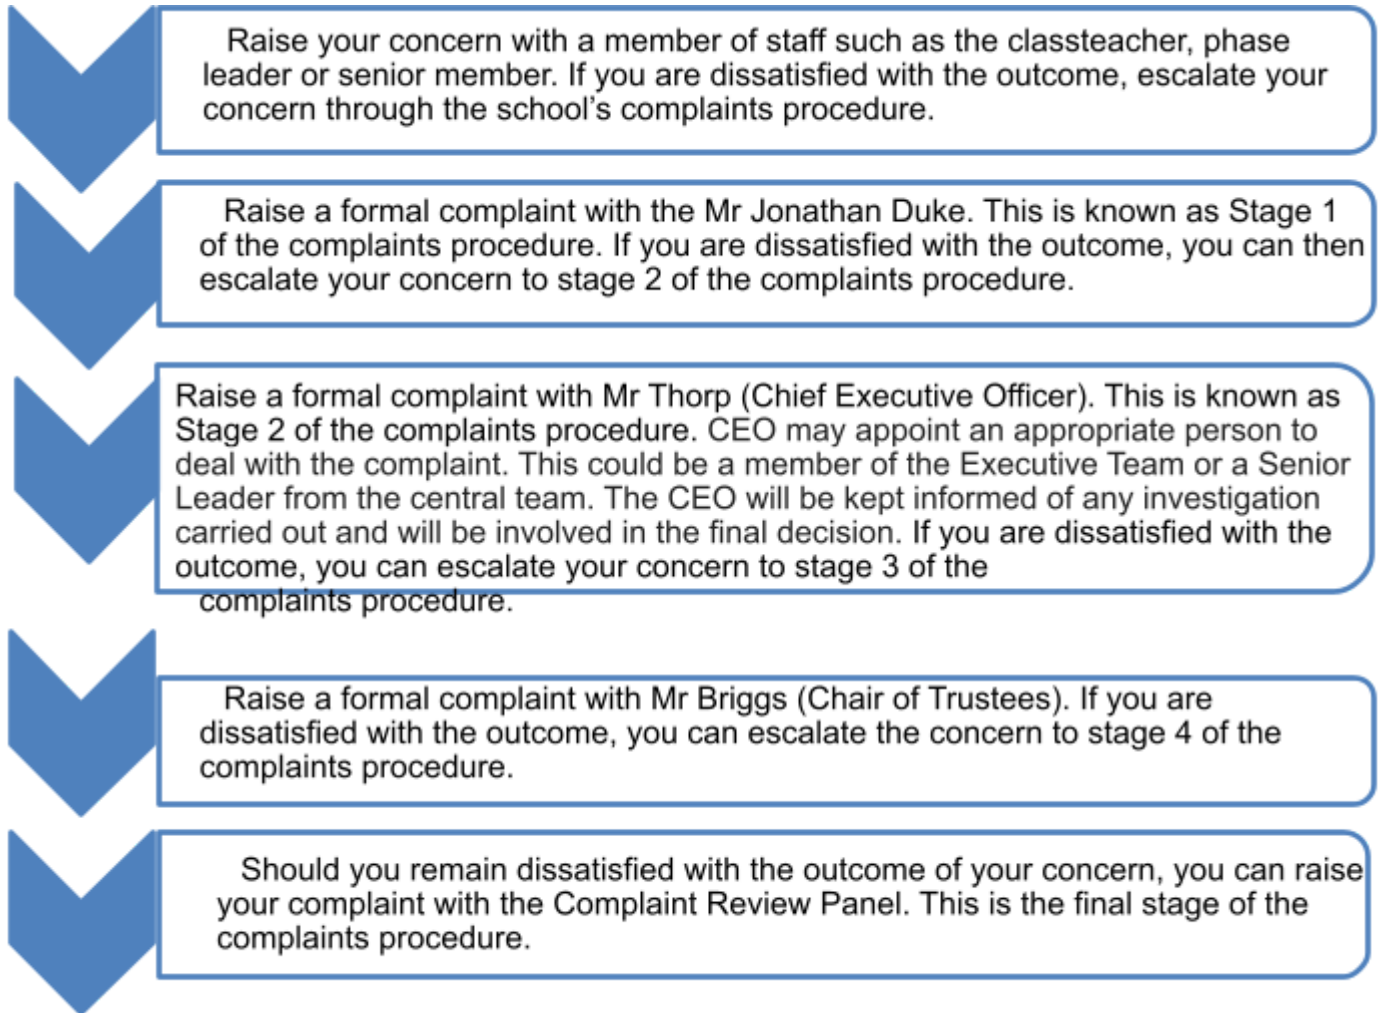 Raise your concern with a member of staff such as the classteacher, phase
leader or senior member. If you are dissatisfied with the outcome, escalate your
concern through the school’s complaints procedure.
Raise a formal complaint with the Mr Jonathan Duke. This is known as Stage 1
of the complaints procedure. If you are dissatisfied with the outcome, you can then
escalate your concern to stage 2 of the complaints procedure.
Raise a formal complaint with Mr Thorp (Chief Executive Officer). This is known as
Stage 2 of the complaints procedure. CEO may appoint an appropriate person to
deal with the complaint. This could be a member of the Executive Team or a Senior
Leader from the central team. The CEO will be kept informed of any investigation
carried out and will be involved in the final decision. If you are dissatisfied with the
outcome, you can escalate your concern to stage 3 of the
complaints procedure.
Raise a formal complaint with Mr Briggs (Chair of Trustees). If you are
dissatisfied with the outcome, you can escalate the concern to stage 4 of the
complaints procedure.
Should you remain dissatisfied with the outcome of your concern, you can raise
your complaint with the Complaint Review Panel. This is the final stage of the
complaints procedure.